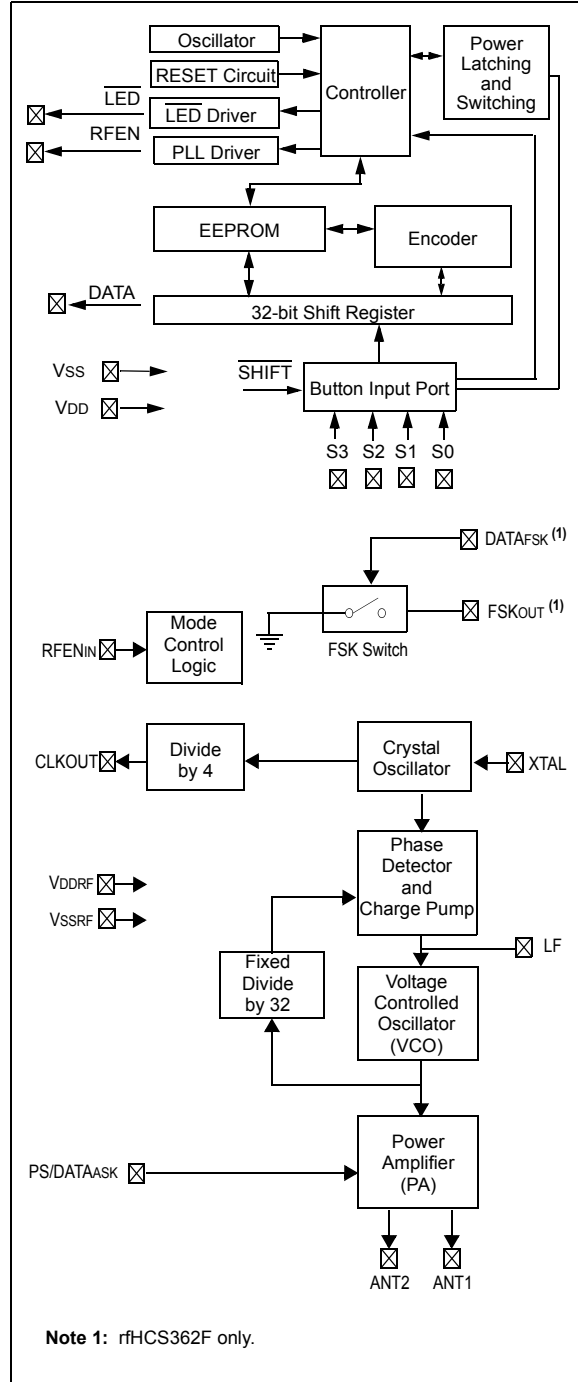 Oscillator
RESET Circuit
LED
LED Driver
RFEN
PLL Driver
Controller
Power
Latching
and
Switching
EEPROM
Encoder
DATA
32-bit Shift Register
VSS
VDD
SHIFT
Button Input Port
S3 S2 S1 S0
DATAFSK (1)
FSKOUT (1)
FSK Switch
RFENIN
Mode
Control
Logic
CLKOUT
Divide
by 4
Crystal
Oscillator
XTAL
Phase
Detector
and
Charge Pump
VDDRF
VSSRF
LF
Fixed
Divide
by 32
Voltage
Controlled
Oscillator
(VCO)
Power
Amplifier
(PA)
PS/DATAASK
ANT2 ANT1
Note 1: rfHCS362F only.